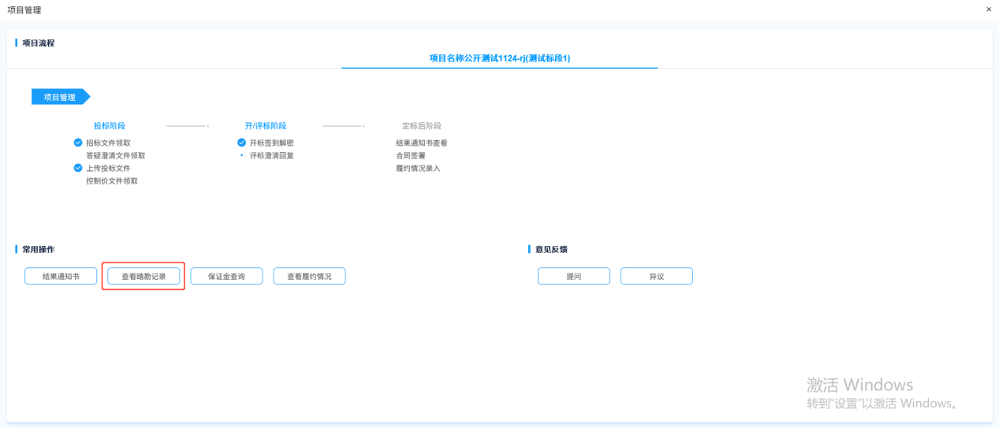 项目管理
×
项目流程
项目名称公开测试1124-rj(测试标段1)
项目管理
投标阶段
开/评标阶段
定标后阶段
招标文件领取
开标签到解密
结果通知书查看
答疑澄清文件领取
评标澄清回复
合同签署
上传投标文件
履约情况录入
控制价文件领取
常用操作
意见反馈
结果通知书
查看踏勘记录
保证金查询
查看履约情况
提问
异议
激活 Windows
转到"设置"以激活 Windows。